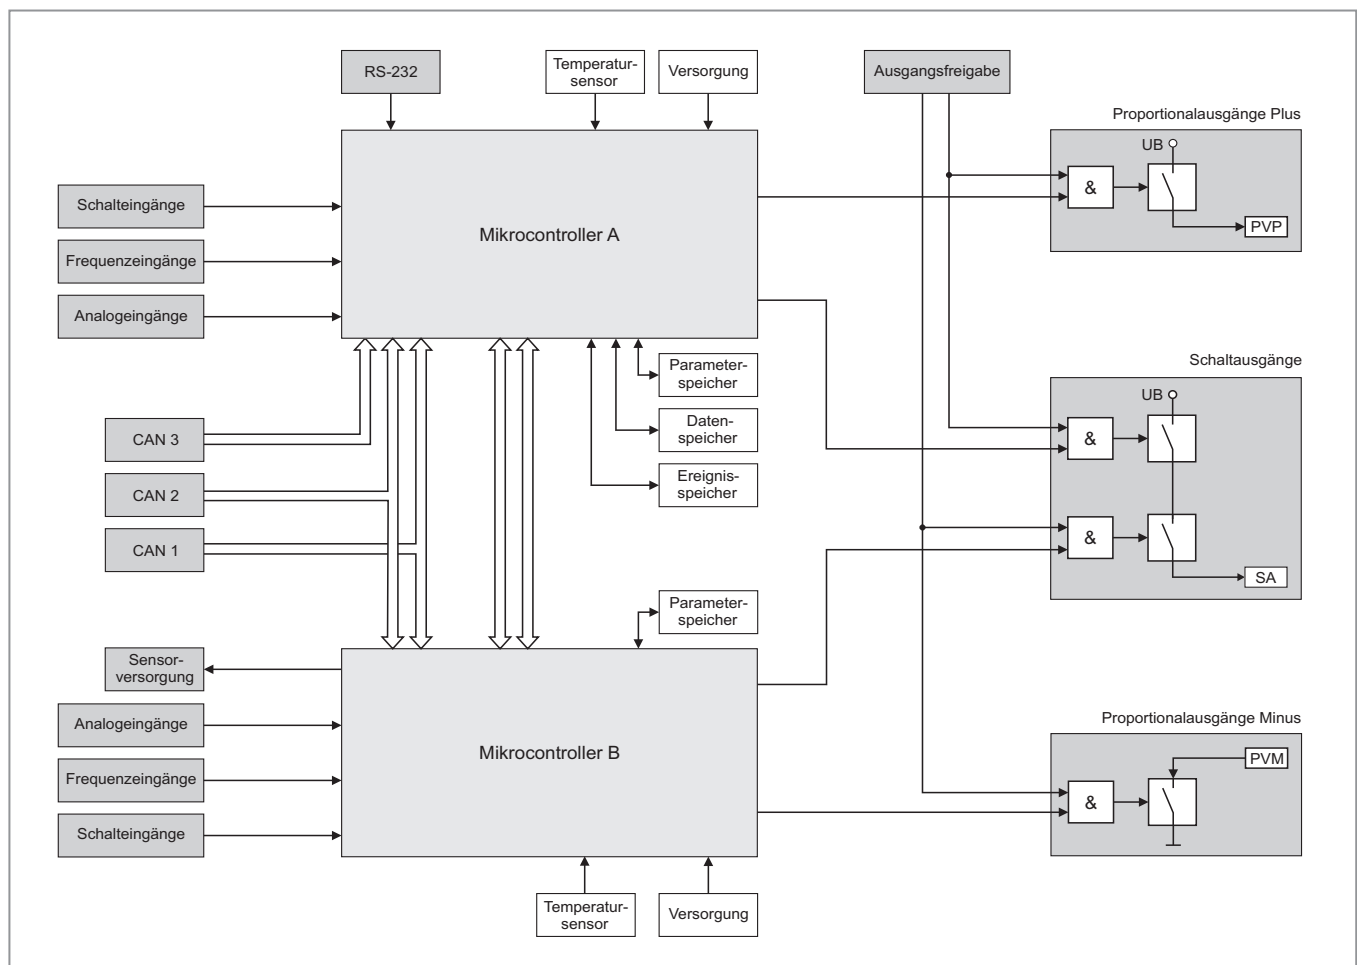 RS-232
Temperatur-
sensor
Versorgung
Ausgangsfreigabe
Proportionalausgänge Plus
UB
&
PVP
Schalteingänge
Frequenzeingänge
Analogeingänge
Mikrocontroller A
Parameter-
speicher
Daten-
speicher
Ereignis-
speicher
CAN 3
CAN 2
CAN 1
Schaltausgänge
UB
&
&
SA
Parameter-
speicher
Sensor-
versorgung
Analogeingänge
Frequenzeingänge
Schalteingänge
Mikrocontroller B
Proportionalausgänge Minus
PVM
&
Temperatur-
sensor
Versorgung